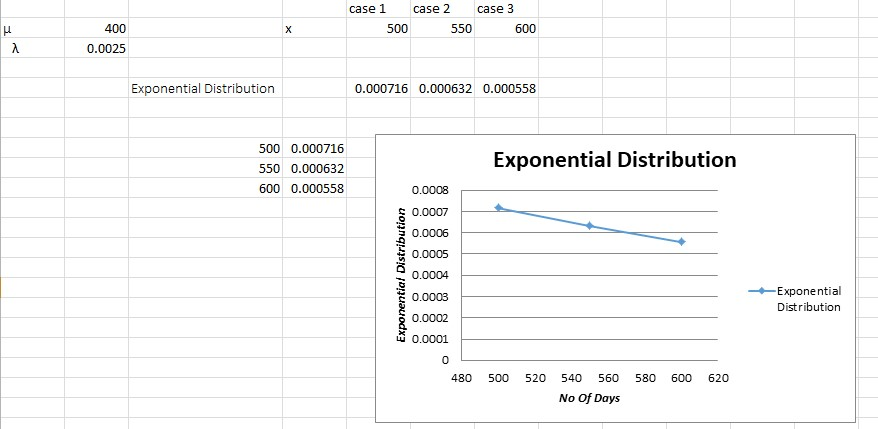 case 1 case 2 case 3
μ 400 x 500 550 600
λ 0.0025
Exponential Distribution 0.000716 0.000632 0.000558
500 0.000716
550 0.000632
600 0.000558
Exponential Distribution
0.0008
0.0007
0.0006
0.0005
0.0004
0.0003
0.0002
0.0001
0
Exponential Distribution
480 500 520 540 560 580 600 620
No Of Days
Exponential
Distribution